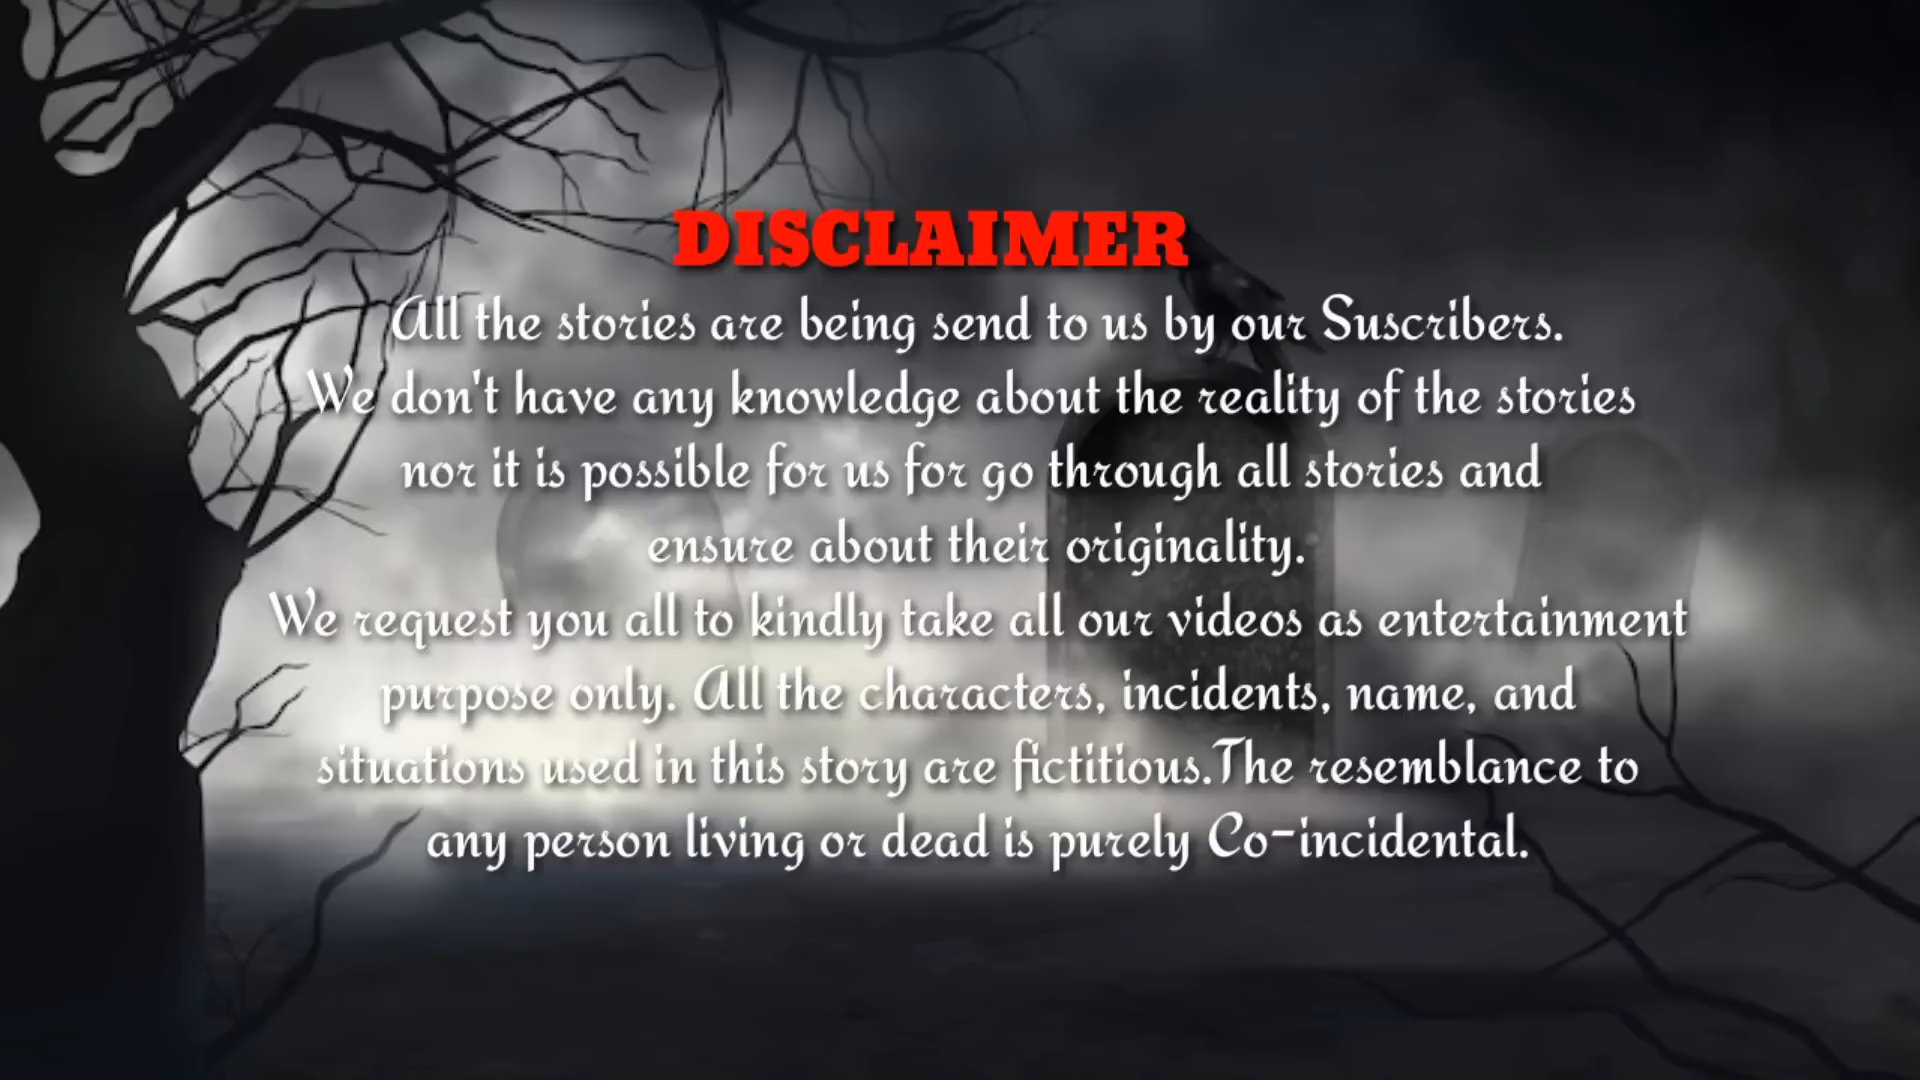 DISCLAIMER
All the stories are being send to us by our Suscribers.
We don't have any knowledge about the reality of the stories
nor it is possible for us for go through all stories and
ensure about their originality.
We request you all to kindly take all our videos as entertainment
purpose only. All the characters, incidents, name, and
situations used in this story are fictitious.The resemblance to
any person living or dead is purely Co-incidental.